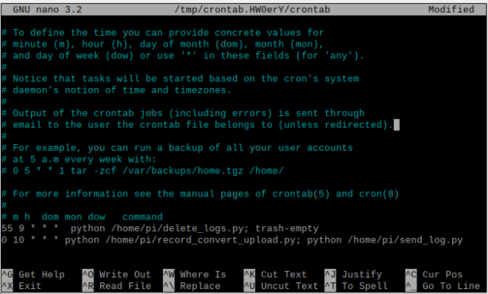 GNU nano 3.2 /tmp/crontab.HW0erY/crontab Modified
# To define the time you can provide concrete values for
# minute (m), hour (h), day of month (dom), month (mon),
# and day of week (dow) or use '*' in these fields (for 'any').
#
# Notice that tasks will be started based on the cron's system
# daemon's notion of time and timezones.
#
# Output of the crontab jobs (including errors) is sent through
# email to the user the crontab file belongs to (unless redirected).
#
# For example, you can run a backup of all your user accounts
# at 5 a.m every week with:
# 0 5 * * 1 tar -zcf /var/backups/home.tgz /home/
#
# For more information see the manual pages of crontab(5) and cron(8)
#
# m h  dom mon dow   command
55 9 * * *  python /home/pi/delete_logs.py; trash-empty
0 10 * * * python /home/pi/record_convert_upload.py; python /home/pi/send_log.py
^G Get Help ^O Write Out ^W Where Is ^K Cut Text ^J Justify ^C Cur Pos
^X Exit ^R Read File ^\ Replace ^U Uncut Text ^T To Spell ^_ Go To Line